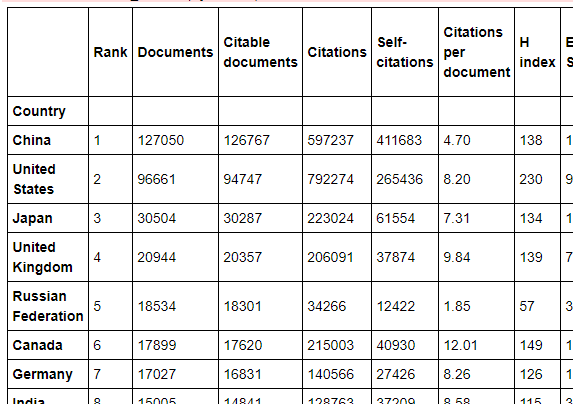 Rank Documents Citable documents Citations Self-citations Citations per document H index
Country
China 1 127050 126767 597237 411683 4.70 138 1
United States 2 96661 94747 792274 265436 8.20 230 9
Japan 3 30504 30287 223024 61554 7.31 134 1
United Kingdom 4 20944 20357 206091 37874 9.84 139 7
Russian Federation 5 18534 18301 34266 12422 1.85 57 3
Canada 6 17899 17620 215003 40930 12.01 149 1
Germany 7 17027 16831 140566 27426 8.26 126 1
India 8 15005 14841 128763 37209 8.58 115 3